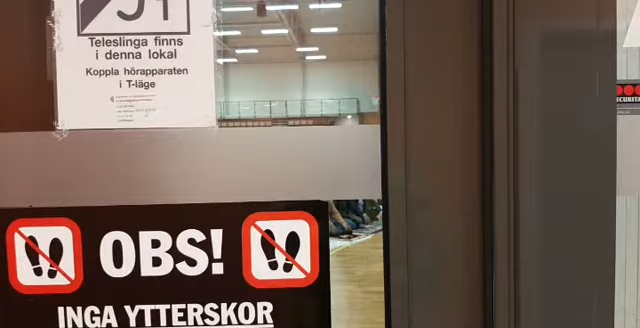 Teleslinga finns
i denna lokal
Koppla hörapparaten
i T-läge
OBS!
INGA YTTERSKOR